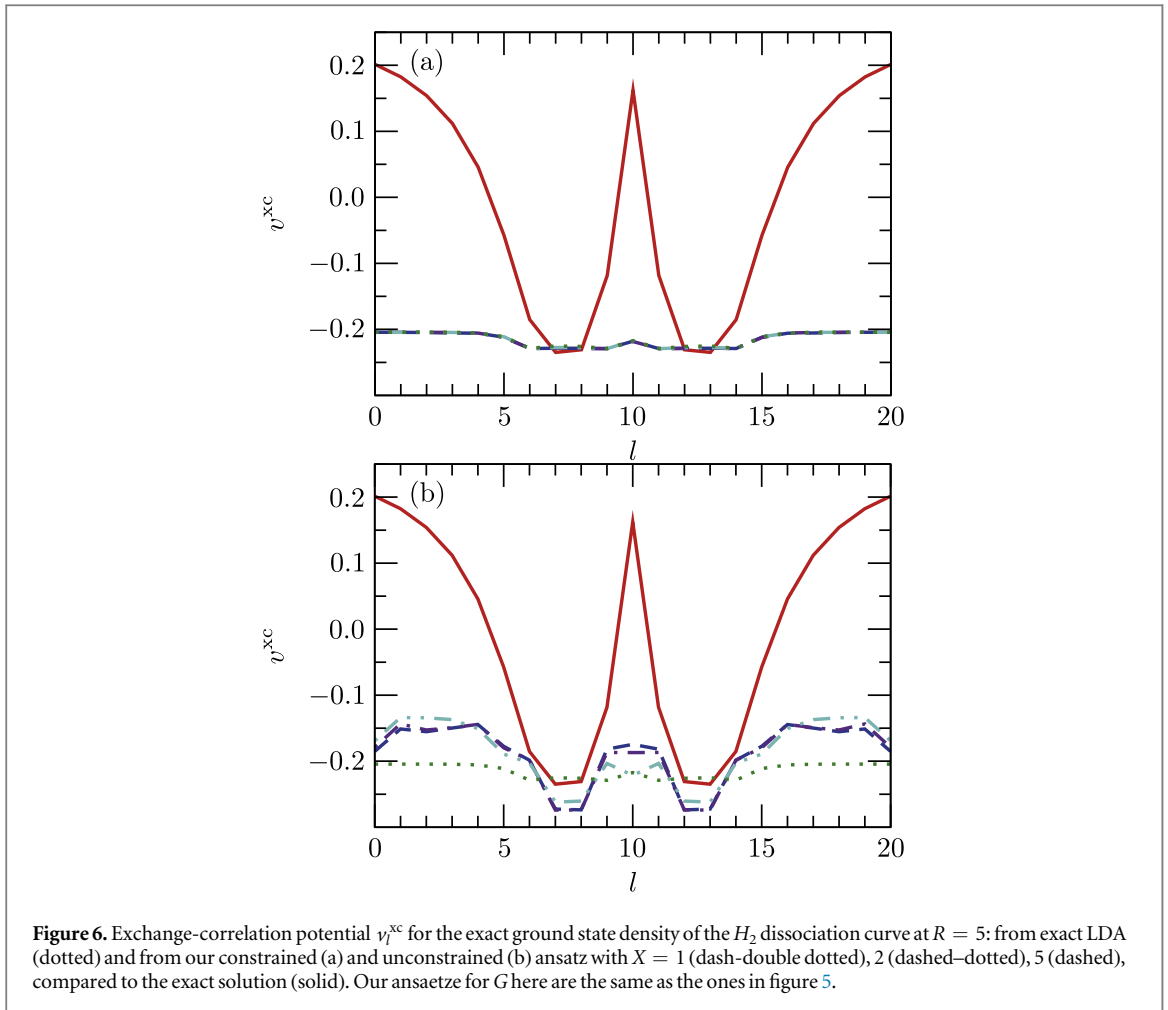 (a)
0.2
0.1
0.0
−0.1
−0.2
v^xc
0 5 10 15 20
l
(b)
0.2
0.1
0.0
−0.1
−0.2
v^xc
0 5 10 15 20
l
Figure 6. Exchange-correlation potential ν_l^xc for the exact ground state density of the H_2 dissociation curve at R = 5: from exact LDA
(dotted) and from our constrained (a) and unconstrained (b) ansatz with X = 1 (dash-double dotted), 2 (dashed–dotted), 5 (dashed),
compared to the exact solution (solid). Our ansaetze for G here are the same as the ones in figure 5.